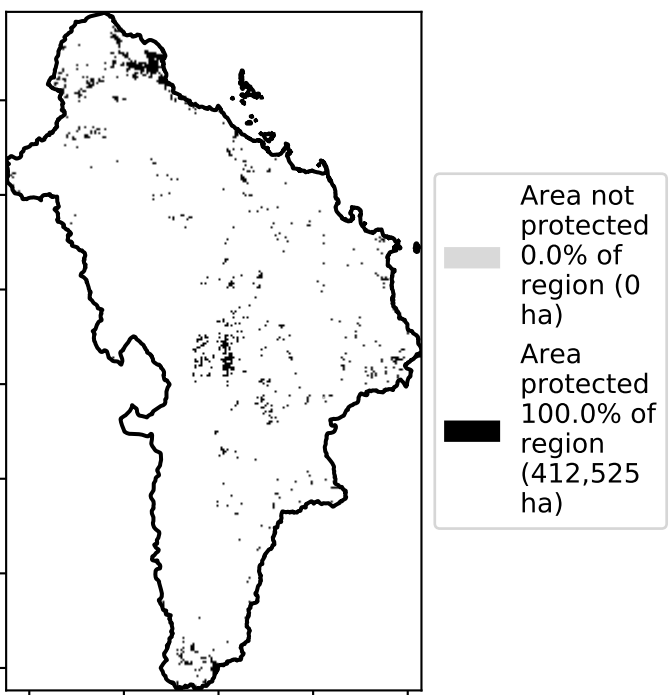 Area not
protected
0.0% of
region (0
ha)
Area
protected
100.0% of
region
(412,525
ha)